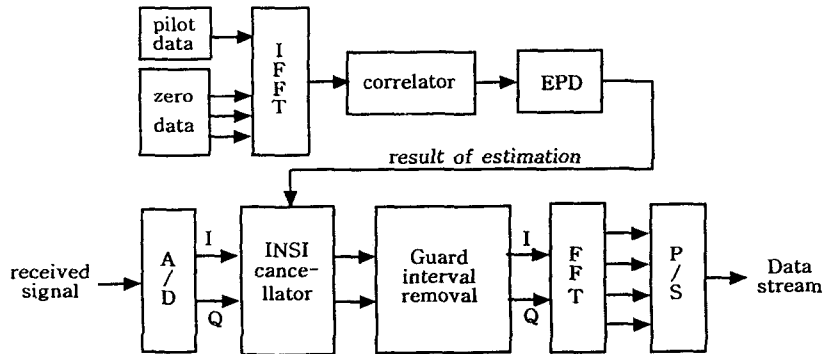 pilot
data
zero
data
I
F
F
T
correlator
EPD
result of estimation
received
signal
A
/
D
I
Q
INSI
cance-
llator
Guard
interval
removal
I
Q
F
F
T
P
/
S
Data
stream